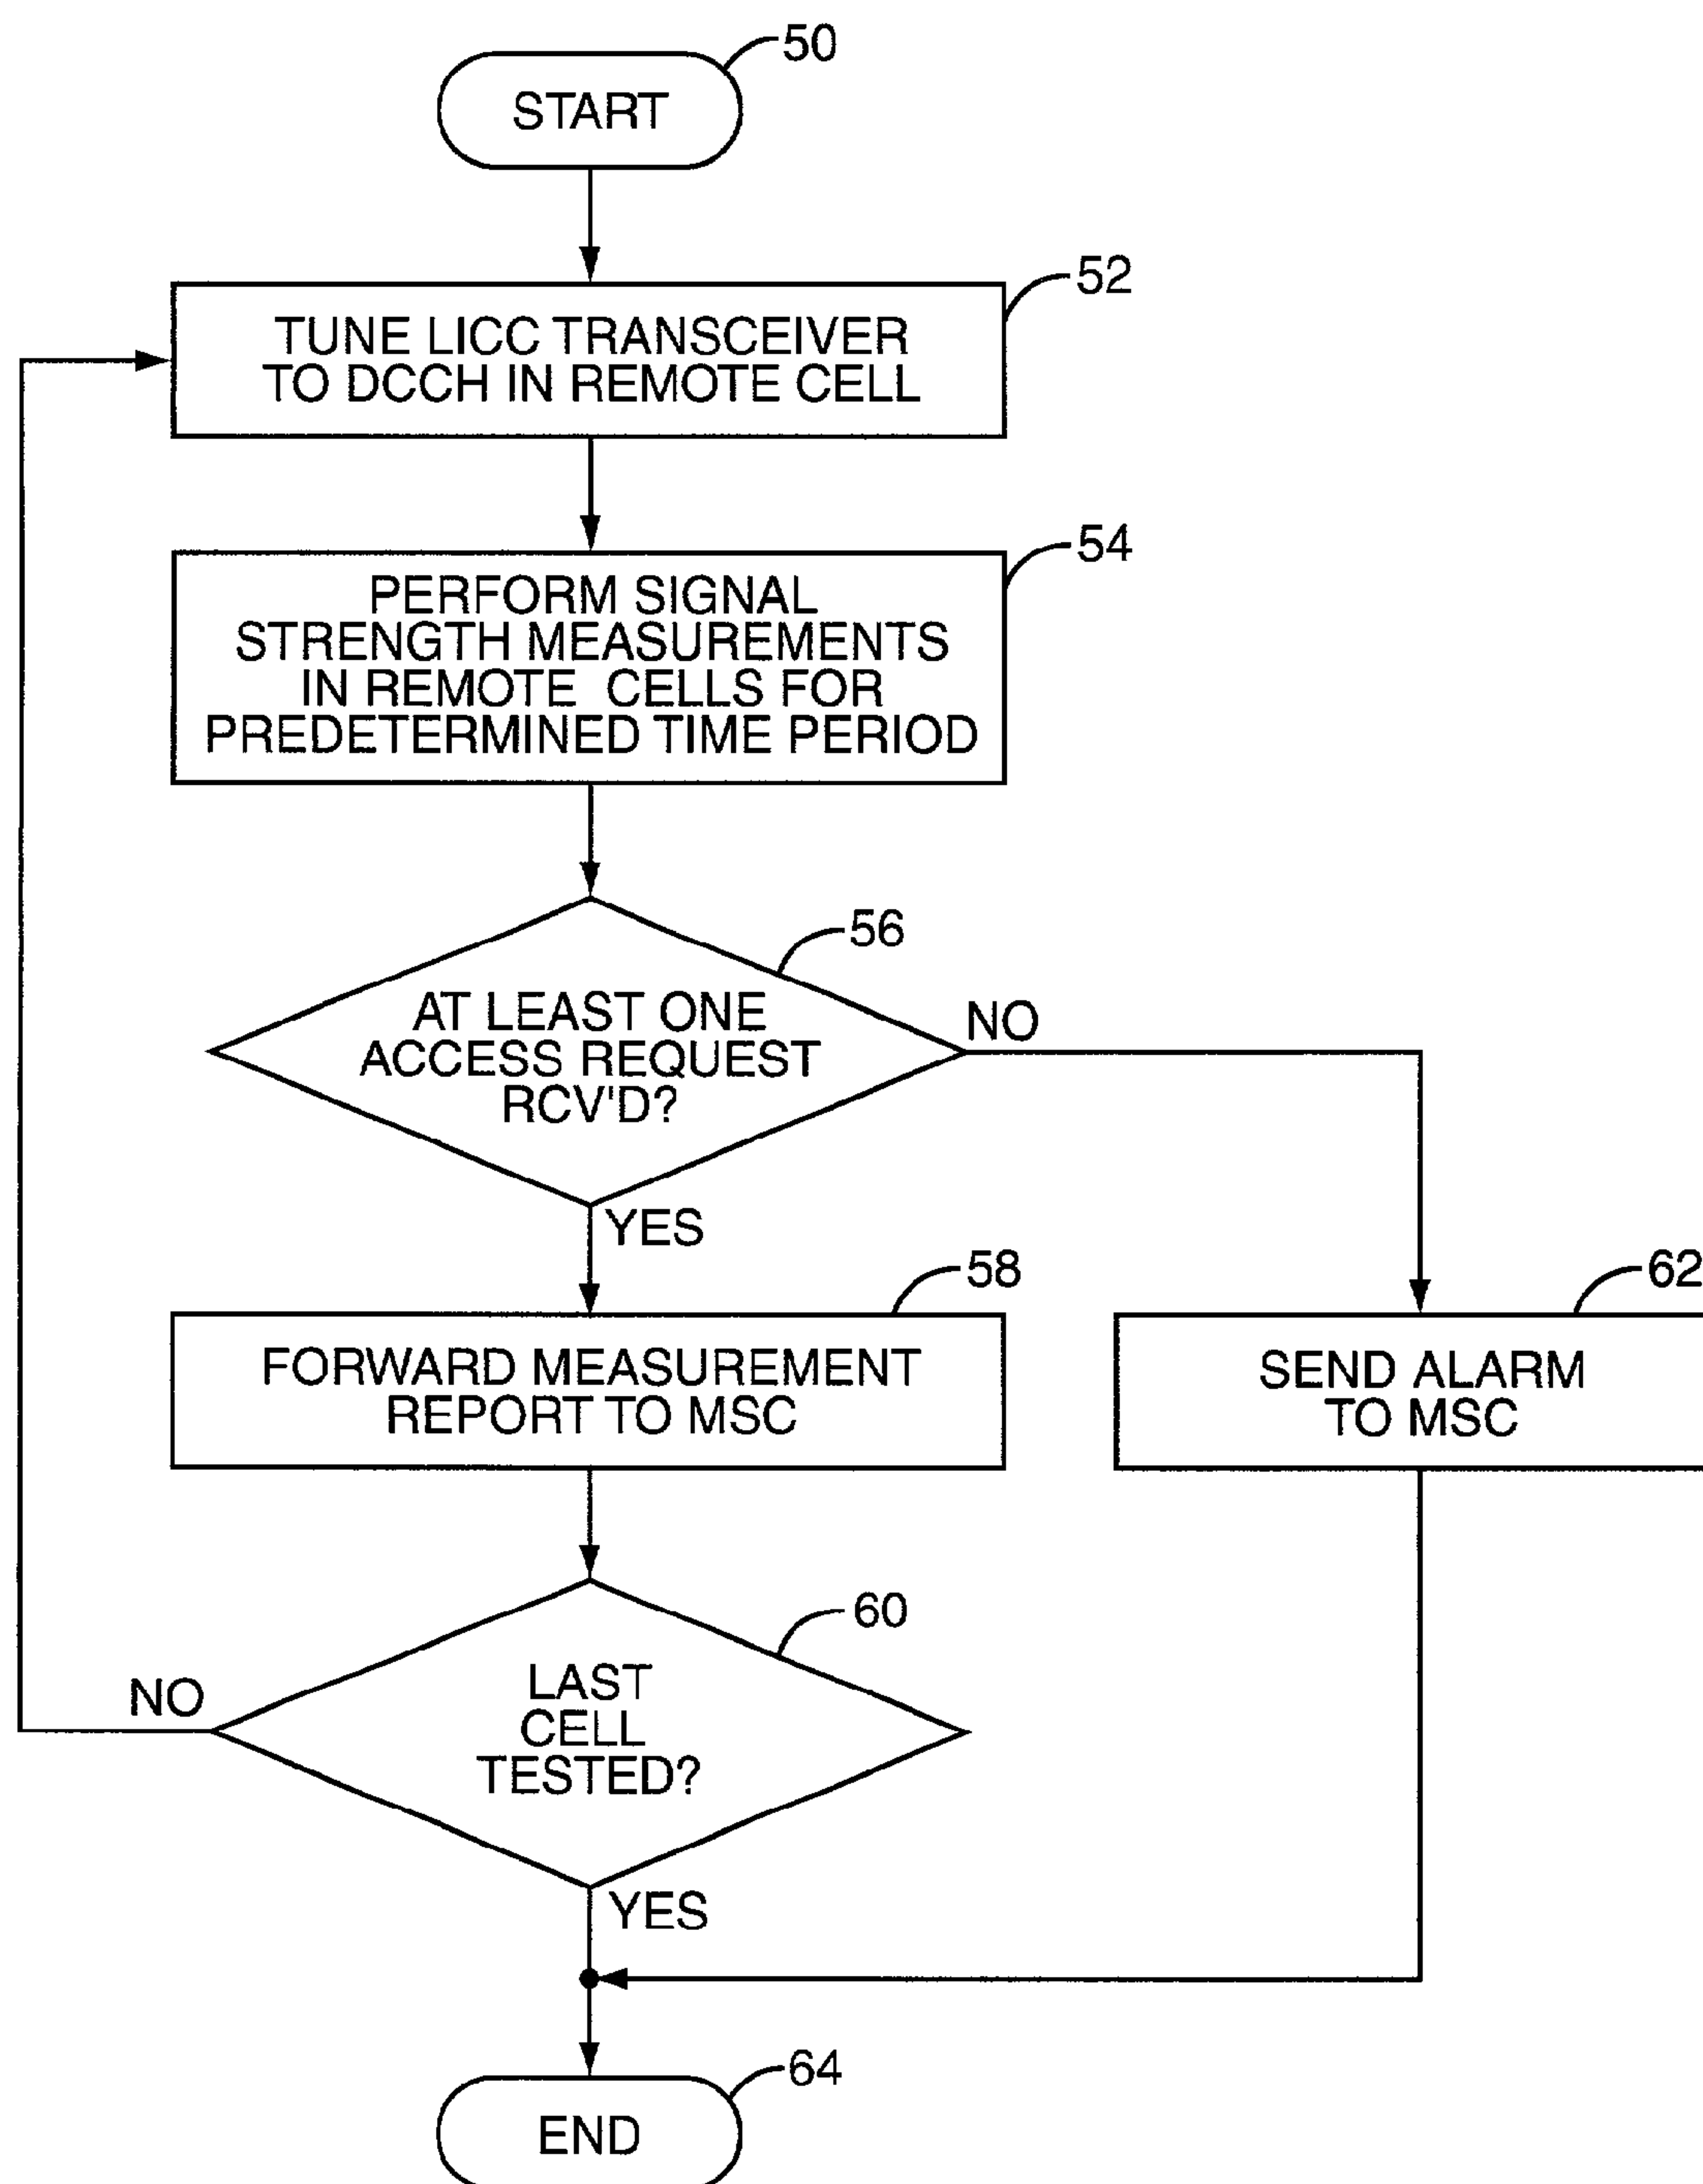 50
START
52
TUNE LICC TRANSCEIVER
TO DCCH IN REMOTE CELL
54
PERFORM SIGNAL
STRENGTH MEASUREMENTS
IN REMOTE CELLS FOR
PREDETERMINED TIME PERIOD
56
AT LEAST ONE
ACCESS REQUEST
RCV'D?
NO
YES
58
FORWARD MEASUREMENT
REPORT TO MSC
62
SEND ALARM
TO MSC
60
LAST
CELL
TESTED?
NO
YES
64
END